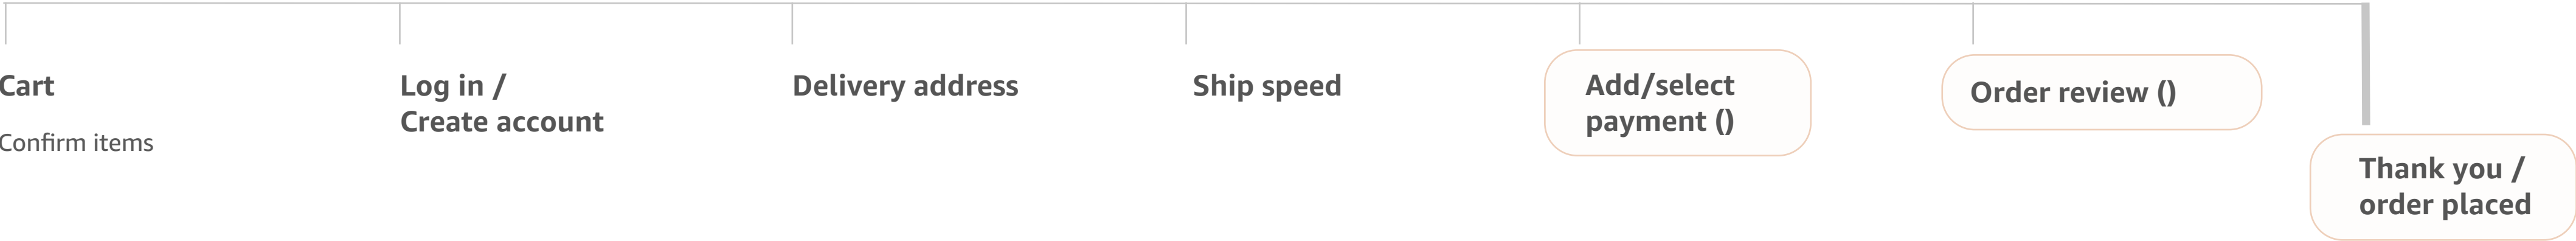 Cart
Confirm items
Log in /
Create account
Delivery address
Ship speed
Add/select
payment ()
Order review ()
Thank you /
order placed